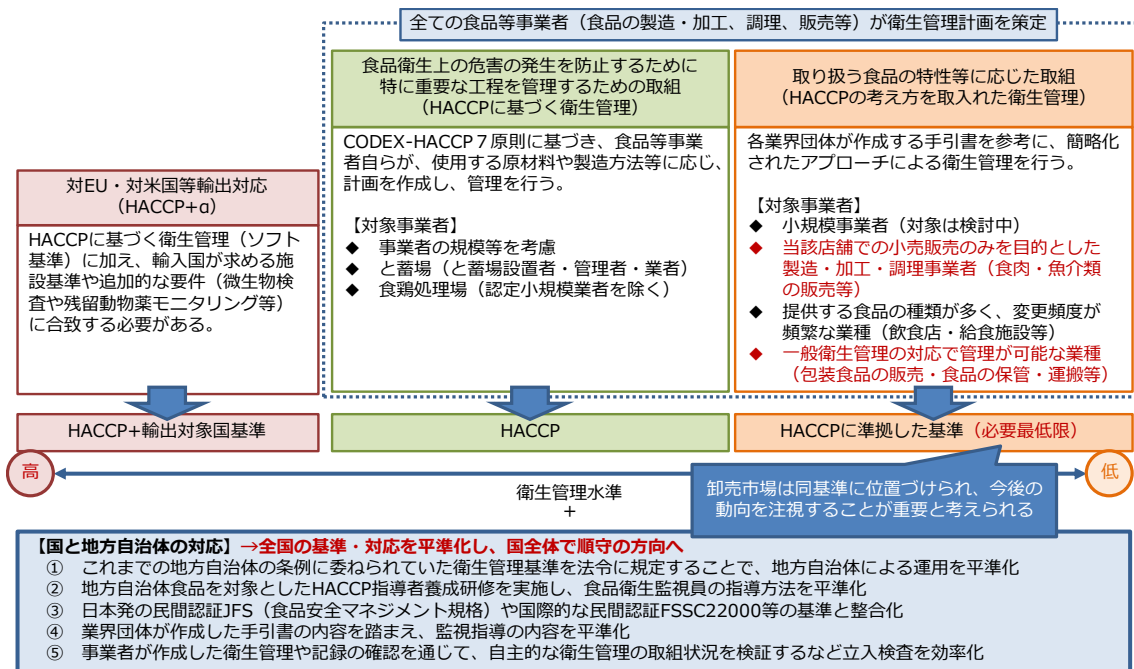 全ての食品等事業者（食品の製造・加工、調理、販売等）が衛生管理計画を策定
対EU・対米国等輸出対応
（HACCP+α）
HACCPに基づく衛生管理（ソフト
基準）に加え、輸入国が求める施
設基準や追加的な要件（微生物検
査や残留動物薬モニタリング等）
に合致する必要がある。
食品衛生上の危害の発生を防止するために
特に重要な工程を管理するための取組
（HACCPに基づく衛生管理）
CODEX-HACCP７原則に基づき、食品等事業
者自らが、使用する原材料や製造方法等に応じ、
計画を作成し、管理を行う。
【対象事業者】
◆ 事業者の規模等を考慮
◆ と蓄場（と蓄場設置者・管理者・業者）
◆ 食鶏処理場（認定小規模業者を除く）
取り扱う食品の特性等に応じた取組
（HACCPの考え方を取入れた衛生管理）
各業界団体が作成する手引書を参考に、簡略化
されたアプローチによる衛生管理を行う。
【対象事業者】
◆ 小規模事業者（対象は検討中）
◆ 当該店舗での小売販売のみを目的とした
製造・加工・調理事業者（食肉・魚介類
の販売等）
◆ 提供する食品の種類が多く、変更頻度が
頻繁な業種（飲食店・給食施設等）
◆ 一般衛生管理の対応で管理が可能な業種
（包装食品の販売・食品の保管・運搬等）
HACCP+輸出対象国基準
HACCP
HACCPに準拠した基準（必要最低限）
高
低
衛生管理水準
+
卸売市場は同基準に位置づけられ、今後の
動向を注視することが重要と考えられる
【国と地方自治体の対応】→全国の基準・対応を平準化し、国全体で順守の方向へ
① これまでの地方自治体の条例に委ねられていた衛生管理基準を法令に規定することで、地方自治体による運用を平準化
② 地方自治体食品を対象としたHACCP指導者養成研修を実施し、食品衛生監視員の指導方法を平準化
③ 日本発の民間認証JFS（食品安全マネジメント規格）や国際的な民間認証FSSC22000等の基準と整合化
④ 業界団体が作成した手引書の内容を踏まえ、監視指導の内容を平準化
⑤ 事業者が作成した衛生管理や記録の確認を通じて、自主的な衛生管理の取組状況を検証するなど立入検査を効率化